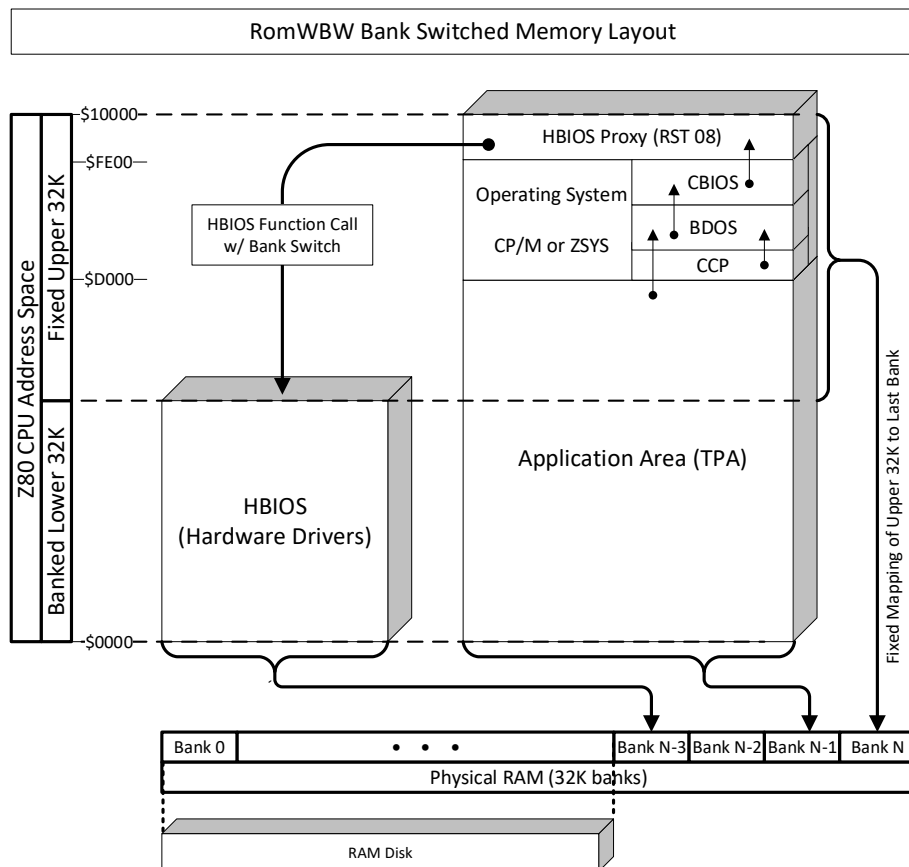 RomWBW Bank Switched Memory Layout
$10000
HBIOS Proxy (RST 08)
$FE00
CBIOS
Operating System
HBIOS Function Call
w/ Bank Switch
BDOS
CP/M or ZSYS
CCP
$D000
Z80 CPU Address Space
Fixed Upper 32K
Banked Lower 32K
Application Area (TPA)
HBIOS
(Hardware Drivers)
Fixed Mapping of Upper 32K to Last Bank
$0000
Bank 0
Bank N-3
Bank N-2
Bank N-1
Bank N
Physical RAM (32K banks)
RAM Disk